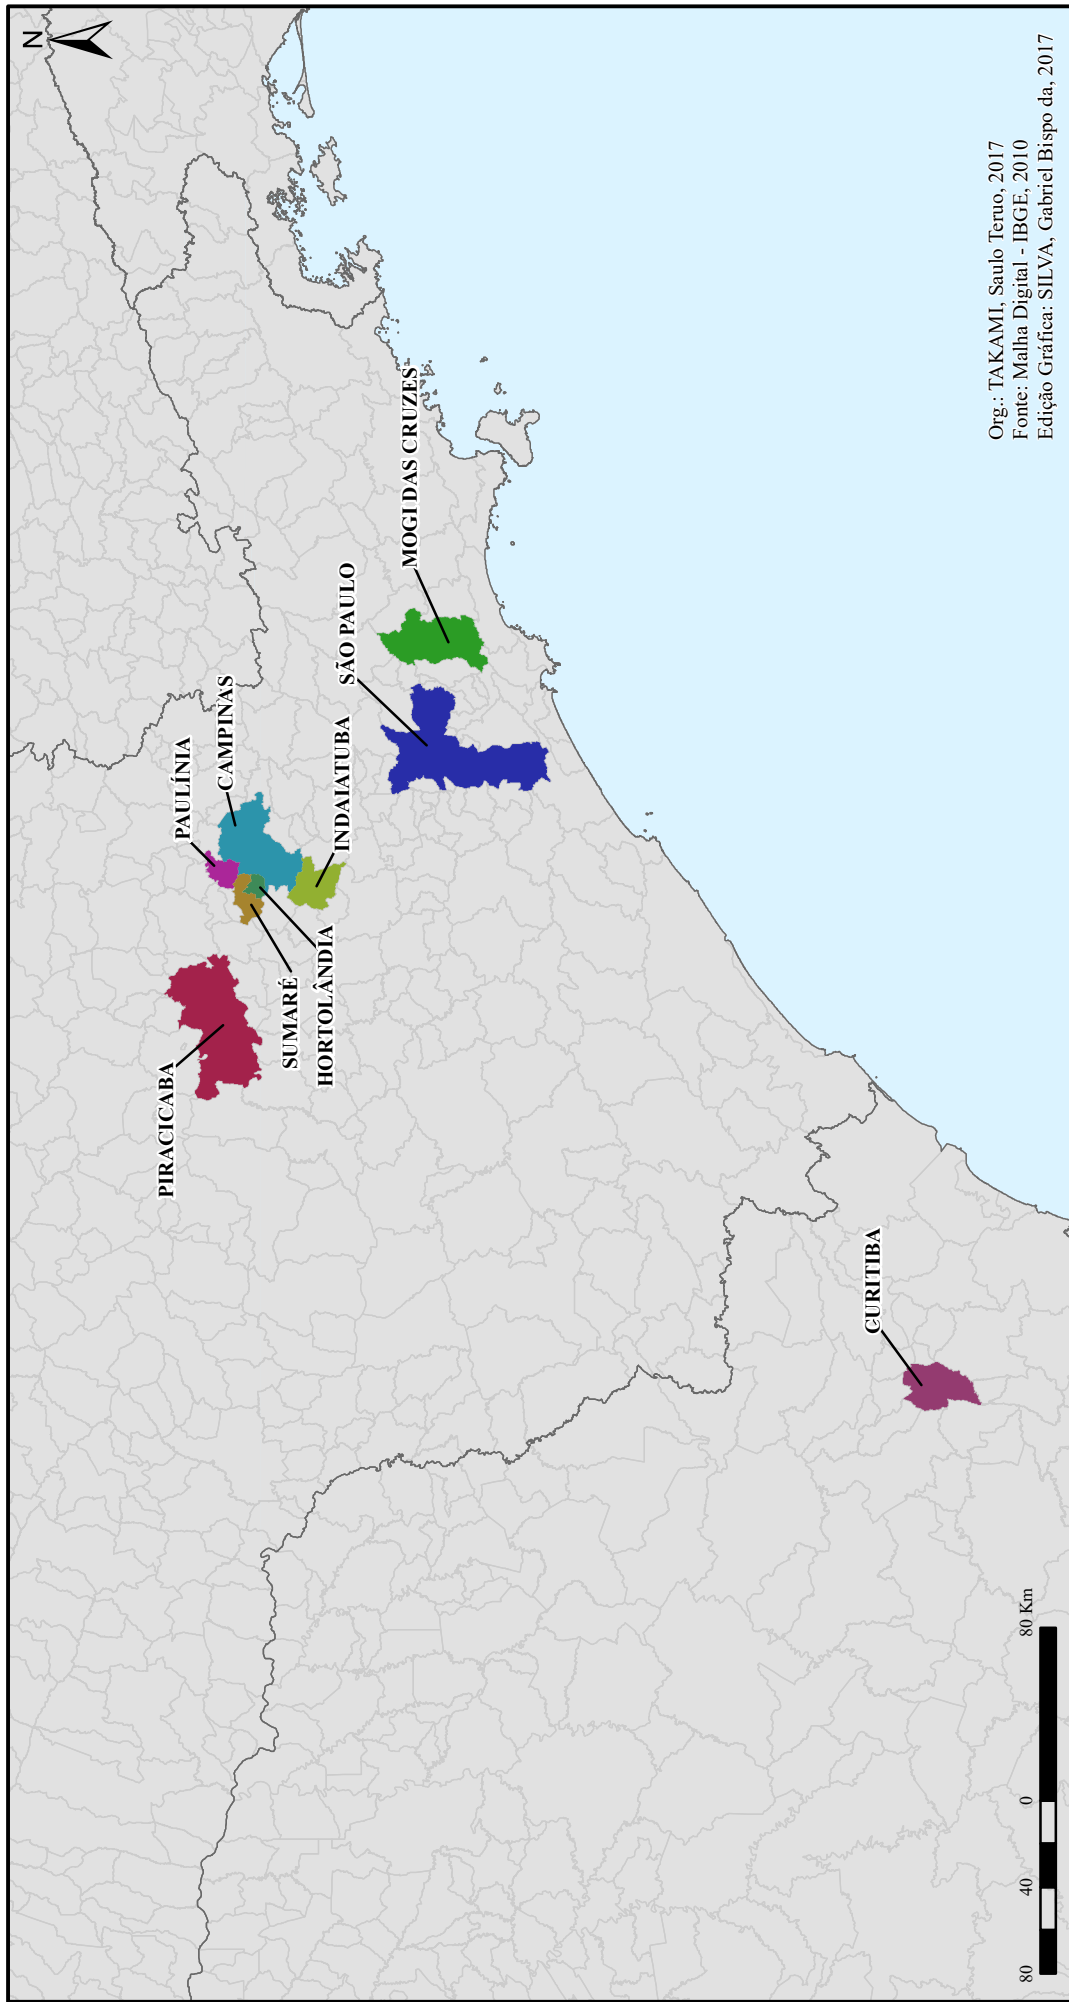 N
PIRACICABA
PAULÍNIA
CAMPINAS
SUMARÉ
HORTOLÂNDIA
INDAIATUBA
SÃO PAULO
MOGI DAS CRUZES
CURITIBA
80 40 0 80 Km
Org.: TAKAMI, Saulo Teruo, 2017
Fonte: Malha Digital - IBGE, 2010
Edição Gráfica: SILVA, Gabriel Bispo da, 2017